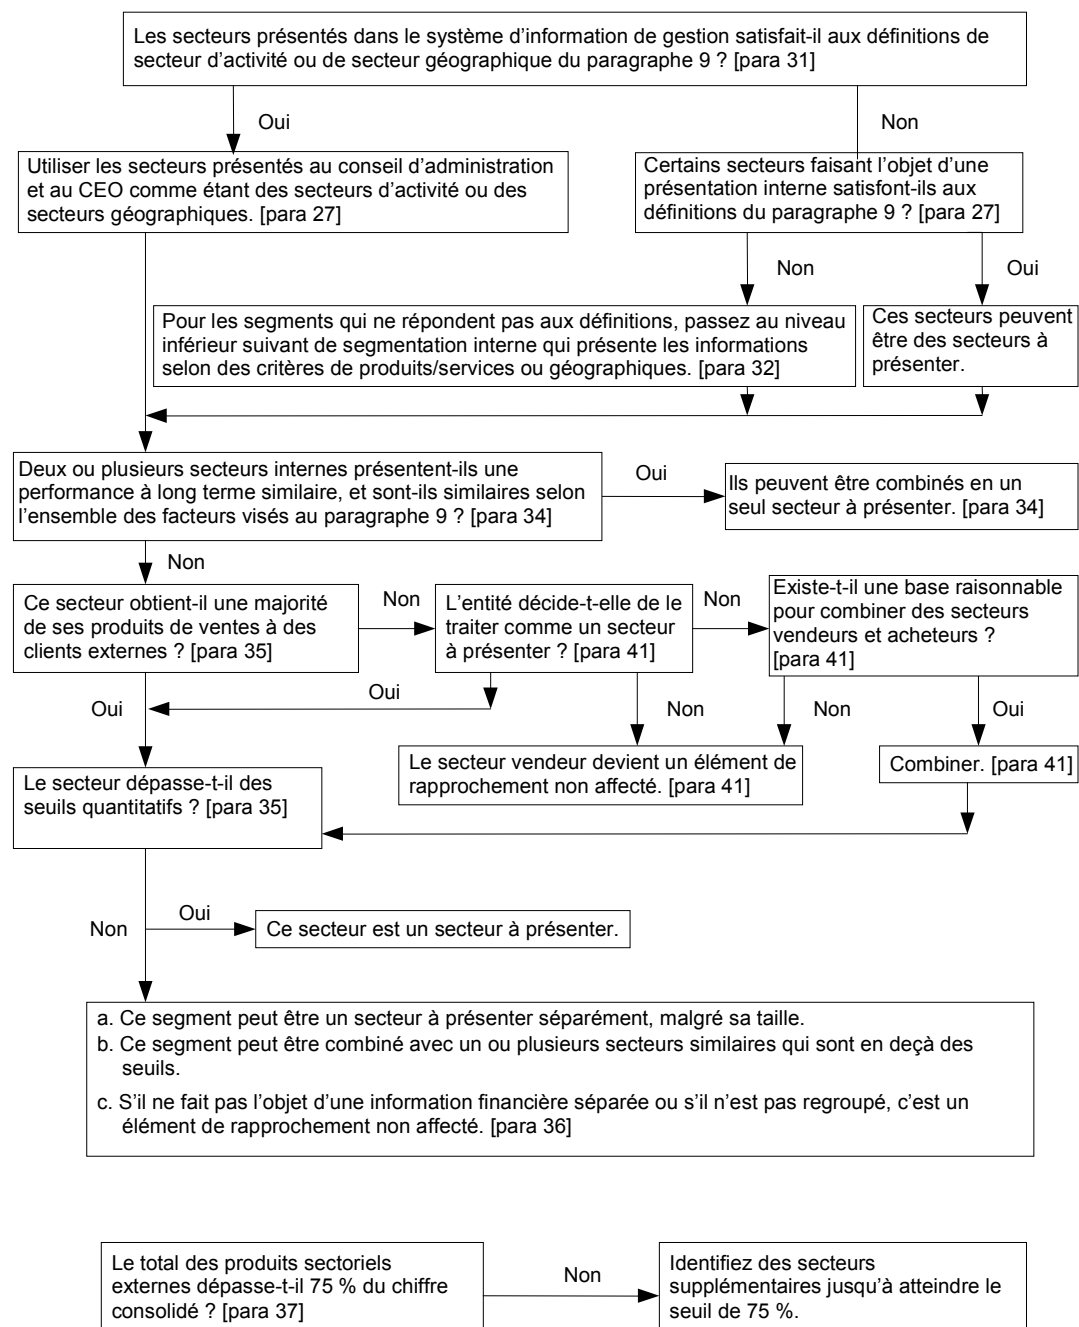 Les secteurs présentés dans le système d'information de gestion satisfait-il aux définitions de
secteur d'activité ou de secteur géographique du paragraphe 9 ? [para 31]
Oui
Non
Utiliser les secteurs présentés au conseil d'administration
et au CEO comme étant des secteurs d'activité ou des
secteurs géographiques. [para 27]
Certains secteurs faisant l'objet d'une
présentation interne satisfont-ils aux
définitions du paragraphe 9 ? [para 27]
Non
Oui
Pour les segments qui ne répondent pas aux définitions, passez au niveau
inférieur suivant de segmentation interne qui présente les informations
selon des critères de produits/services ou géographiques. [para 32]
Ces secteurs peuvent
être des secteurs à
présenter.
Deux ou plusieurs secteurs internes présentent-ils une
performance à long terme similaire, et sont-ils similaires selon
l'ensemble des facteurs visés au paragraphe 9 ? [para 34]
Oui
Ils peuvent être combinés en un
seul secteur à présenter. [para 34]
Non
Ce secteur obtient-il une majorité
de ses produits de ventes à des
clients externes ? [para 35]
Non
L'entité décide-t-elle de le
traiter comme un secteur
à présenter ? [para 41]
Non
Existe-t-il une base raisonnable
pour combiner des secteurs
vendeurs et acheteurs ?
[para 41]
Oui
Oui
Non
Non
Oui
Le secteur vendeur devient un élément de
rapprochement non affecté. [para 41]
Combiner. [para 41]
Le secteur dépasse-t-il des
seuils quantitatifs ? [para 35]
Non
Oui
Ce secteur est un secteur à présenter.
a. Ce segment peut être un secteur à présenter séparément, malgré sa taille.
b. Ce segment peut être combiné avec un ou plusieurs secteurs similaires qui sont en deçà des
seuils.
c. S'il ne fait pas l'objet d'une information financière séparée ou s'il n'est pas regroupé, c'est un
élément de rapprochement non affecté. [para 36]
Le total des produits sectoriels
externes dépasse-t-il 75 % du chiffre
consolidé ? [para 37]
Non
Identifiez des secteurs
supplémentaires jusqu'à atteindre le
seuil de 75 %.